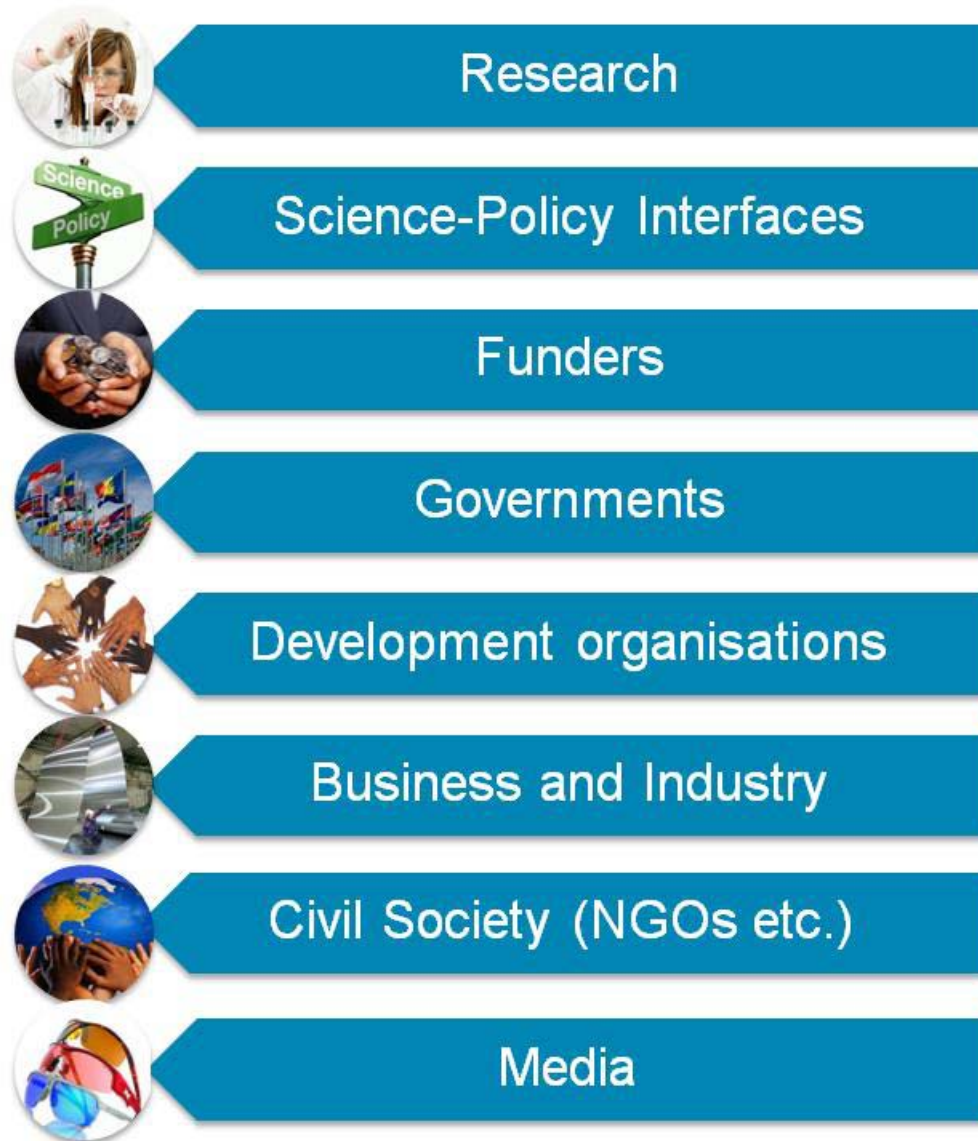 Research
Science
Policy
Science-Policy Interfaces
Funders
Governments
Development organisations
Business and Industry
Civil Society (NGOs etc.)
Media